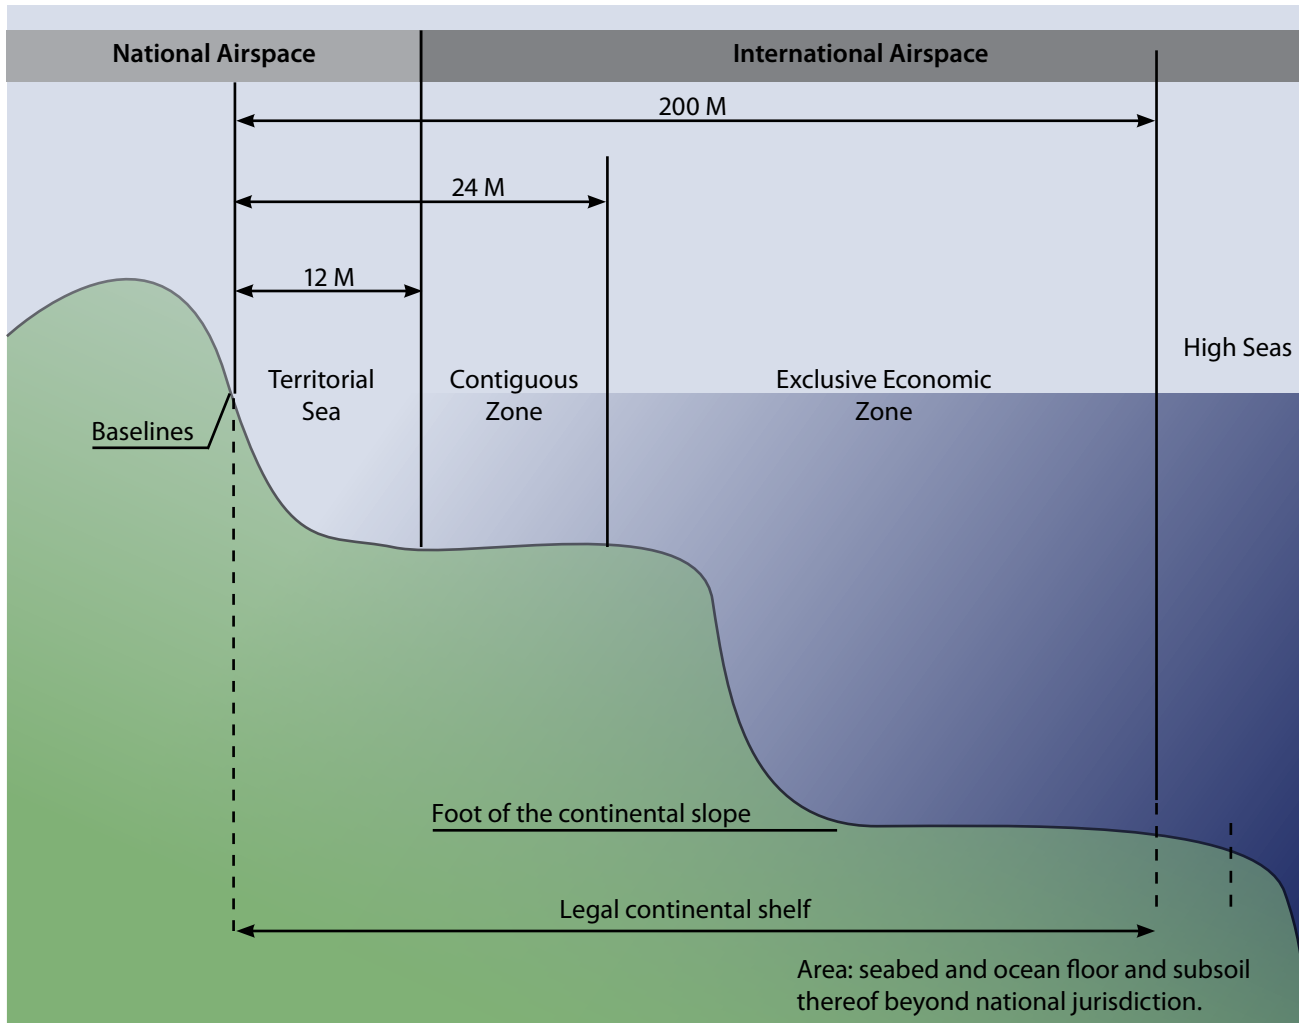 National Airspace
International Airspace
200 M
24 M
12 M
High Seas
Territorial
Sea
Contiguous
Zone
Exclusive Economic
Zone
Baselines
Foot of the continental slope
Legal continental shelf
Area: seabed and ocean floor and subsoil
thereof beyond national jurisdiction.